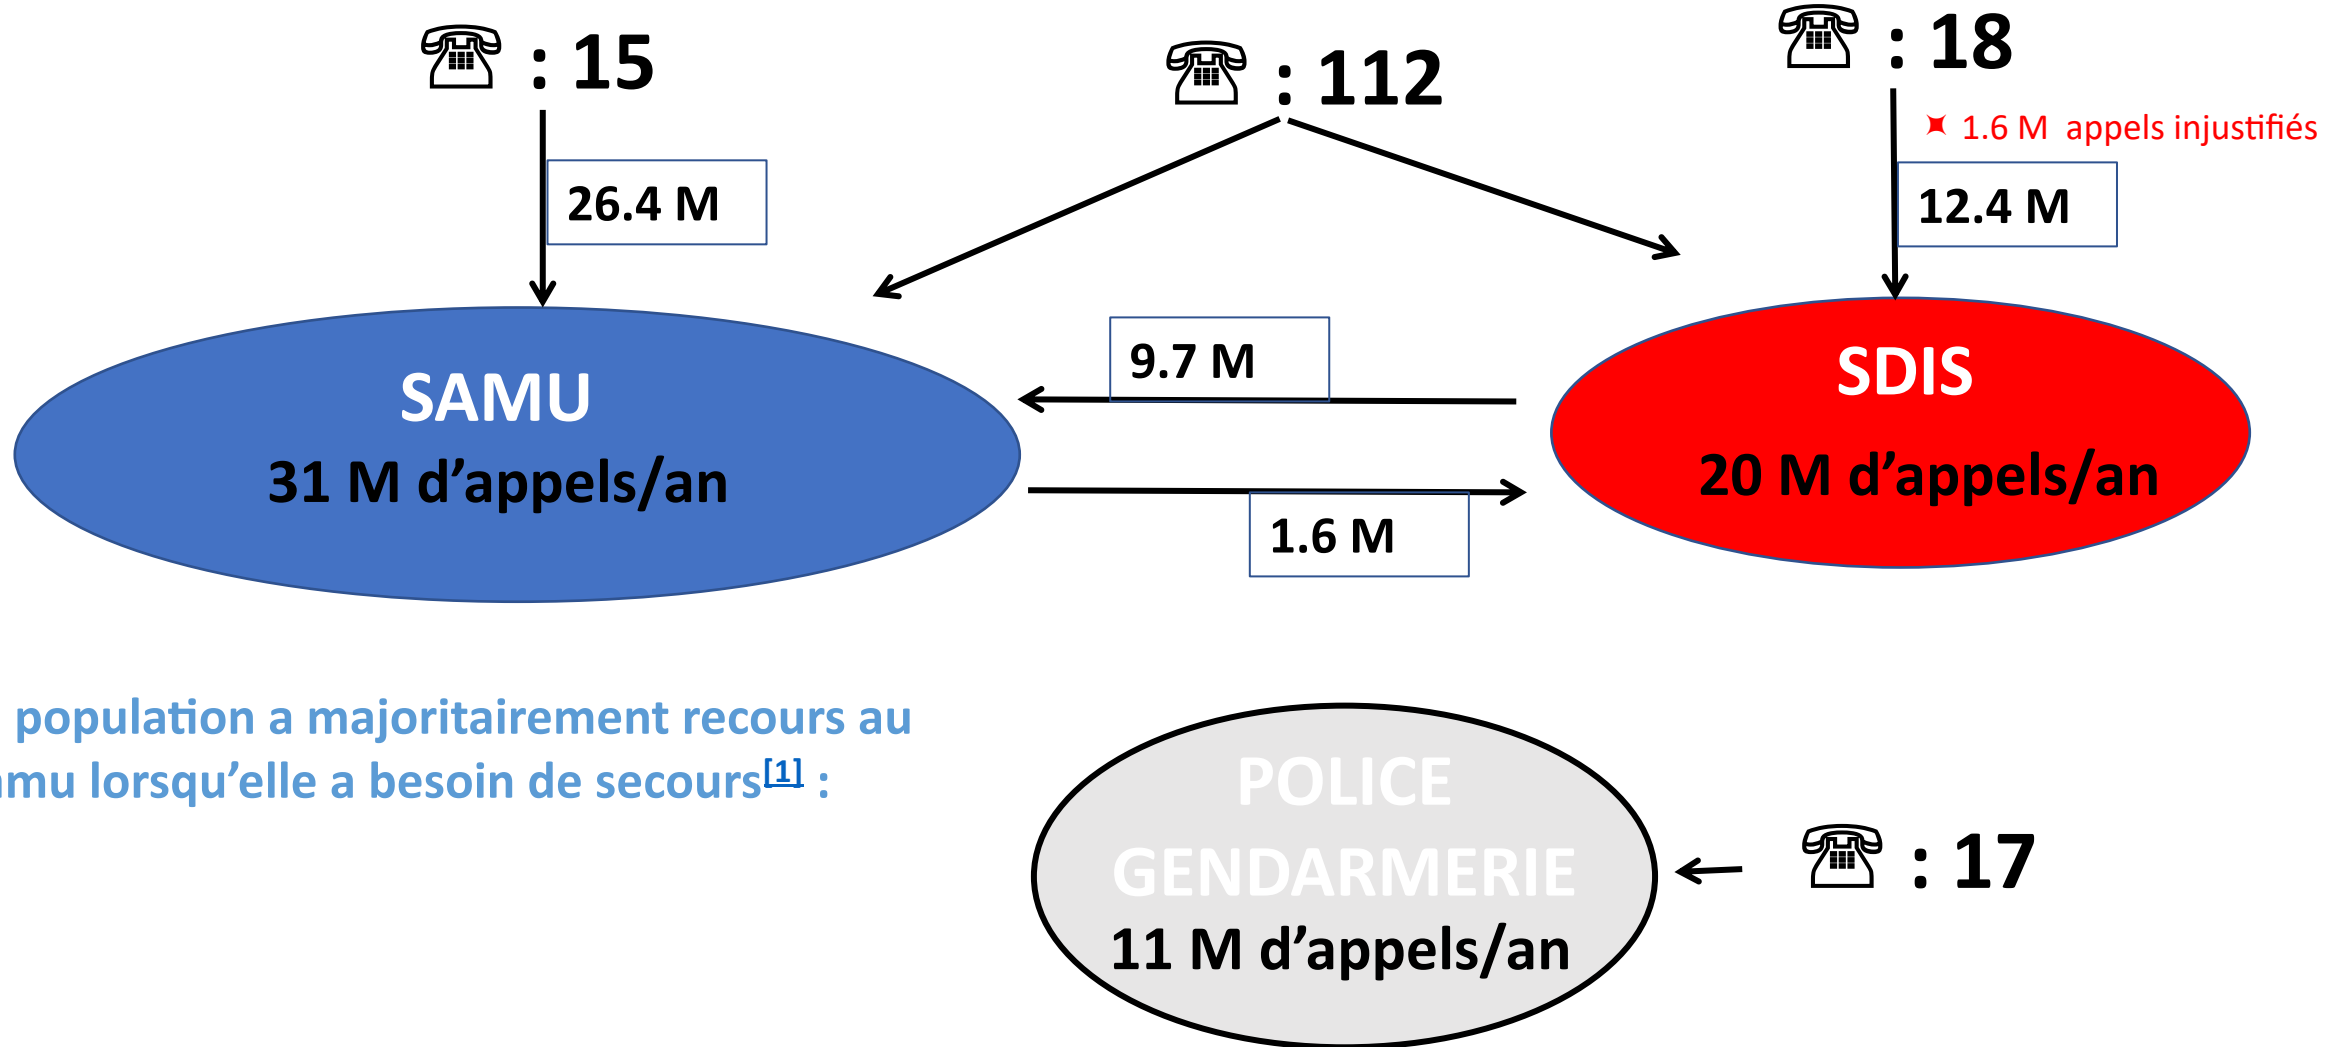 ☎ : 15
☎ : 112
☎ : 18
1.6 M appels injustifiés
26.4 M
12.4 M
9.7 M
SAMU
31 M d’appels/an
SDIS
20 M d’appels/an
1.6 M
population a majoritairement recours au
lorsqu’elle a besoin de secours[1] :
POLICE
GENDARMERIE
11 M d’appels/an
☎ : 17